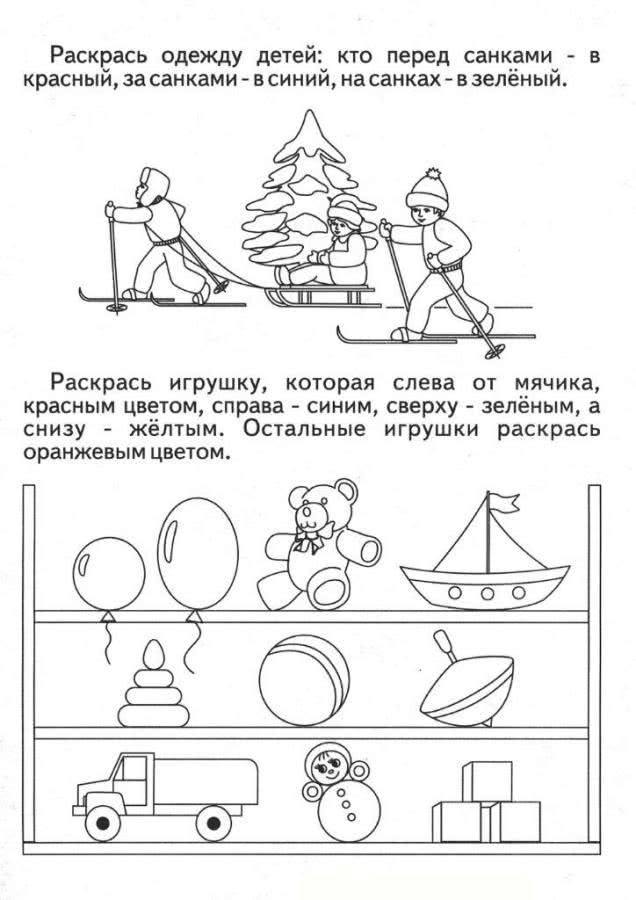 Раскрась одежду детей: кто перед санками - в
красный, за санками - в синий, на санках - в зелёный.
Раскрась игрушку, которая слева от мячика,
красным цветом, справа - синим, сверху - зелёным, а
снизу - жёлтым. Остальные игрушки раскрась
оранжевым цветом.